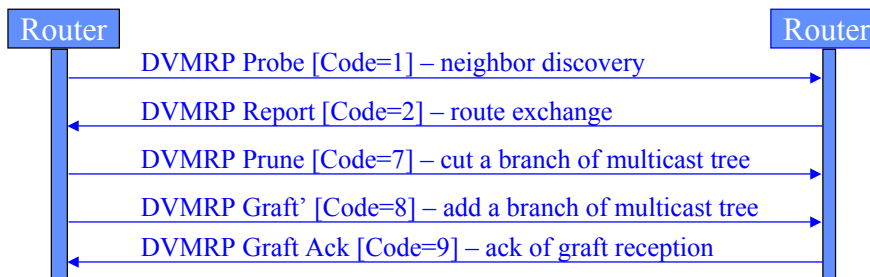 Router
Router
DVMRP Probe [Code=1] – neighbor discovery
DVMRP Report [Code=2] – route exchange
DVMRP Prune [Code=7] – cut a branch of multicast tree
DVMRP Graft’ [Code=8] – add a branch of multicast tree
DVMRP Graft Ack [Code=9] – ack of graft reception